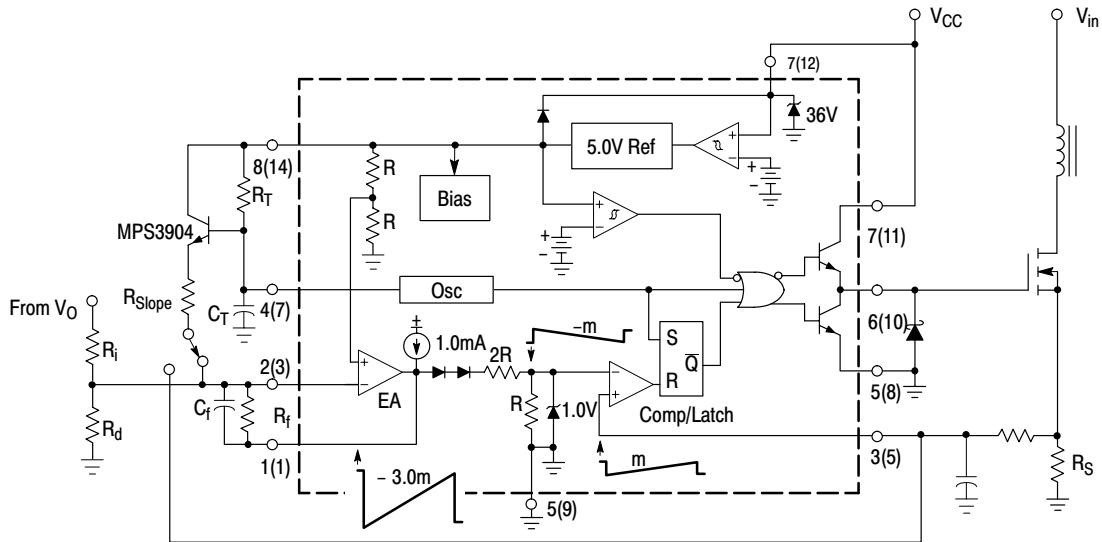 V_CC
V_in
7(12)
36V
5.0V Ref
+
−
+
−
8(14)
R
R
Bias
R_T
+
−
+
−
MPS3904
7(11)
R_Slope
C_T
4(7)
Osc
From V_O
6(10)
±
1.0mA
−m
S
Q
R
2R
R_i
2(3)
+
−
EA
−
+
5(8)
C_f
R_f
R
1.0V
Comp/Latch
R_d
1(1)
3(5)
− 3.0m
m
R_S
5(9)